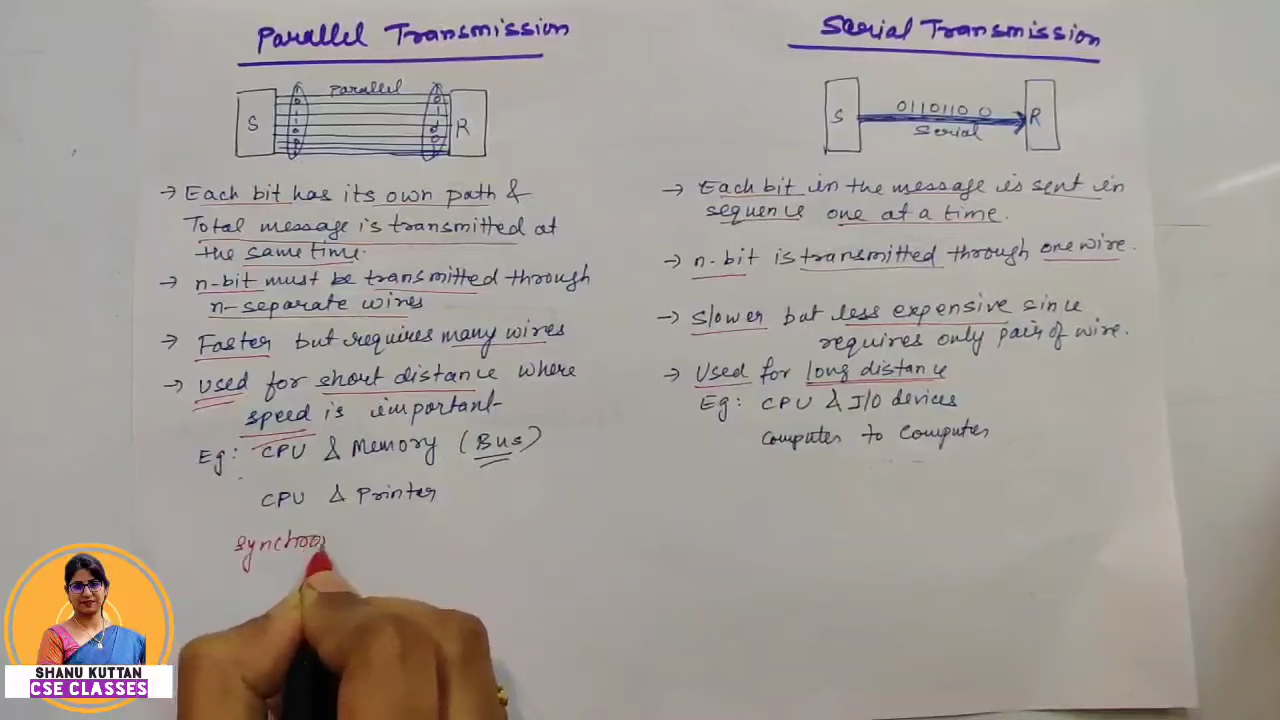 Parallel Transmission
parallel
S
R
→ Each bit has its own path &
Total message is transmitted at
the same time.
→ n-bit must be transmitted through
n-separate wires
→ Faster but requires many wires
→ used for short distance where
speed is important
Eg: CPU & Memory (Bus)
CPU & Printer
synchron
Serial Transmission
S
0110110 0
R
serial
→ Each bit in the message is sent in
sequence one at a time.
→ n-bit is transmitted through one wire.
→ Slower but less expensive since
requires only pair of wire.
→ Used for long distance
Eg: CPU & I/O devices
Computer to Computer
SHANU KUTTAN
CSE CLASSES